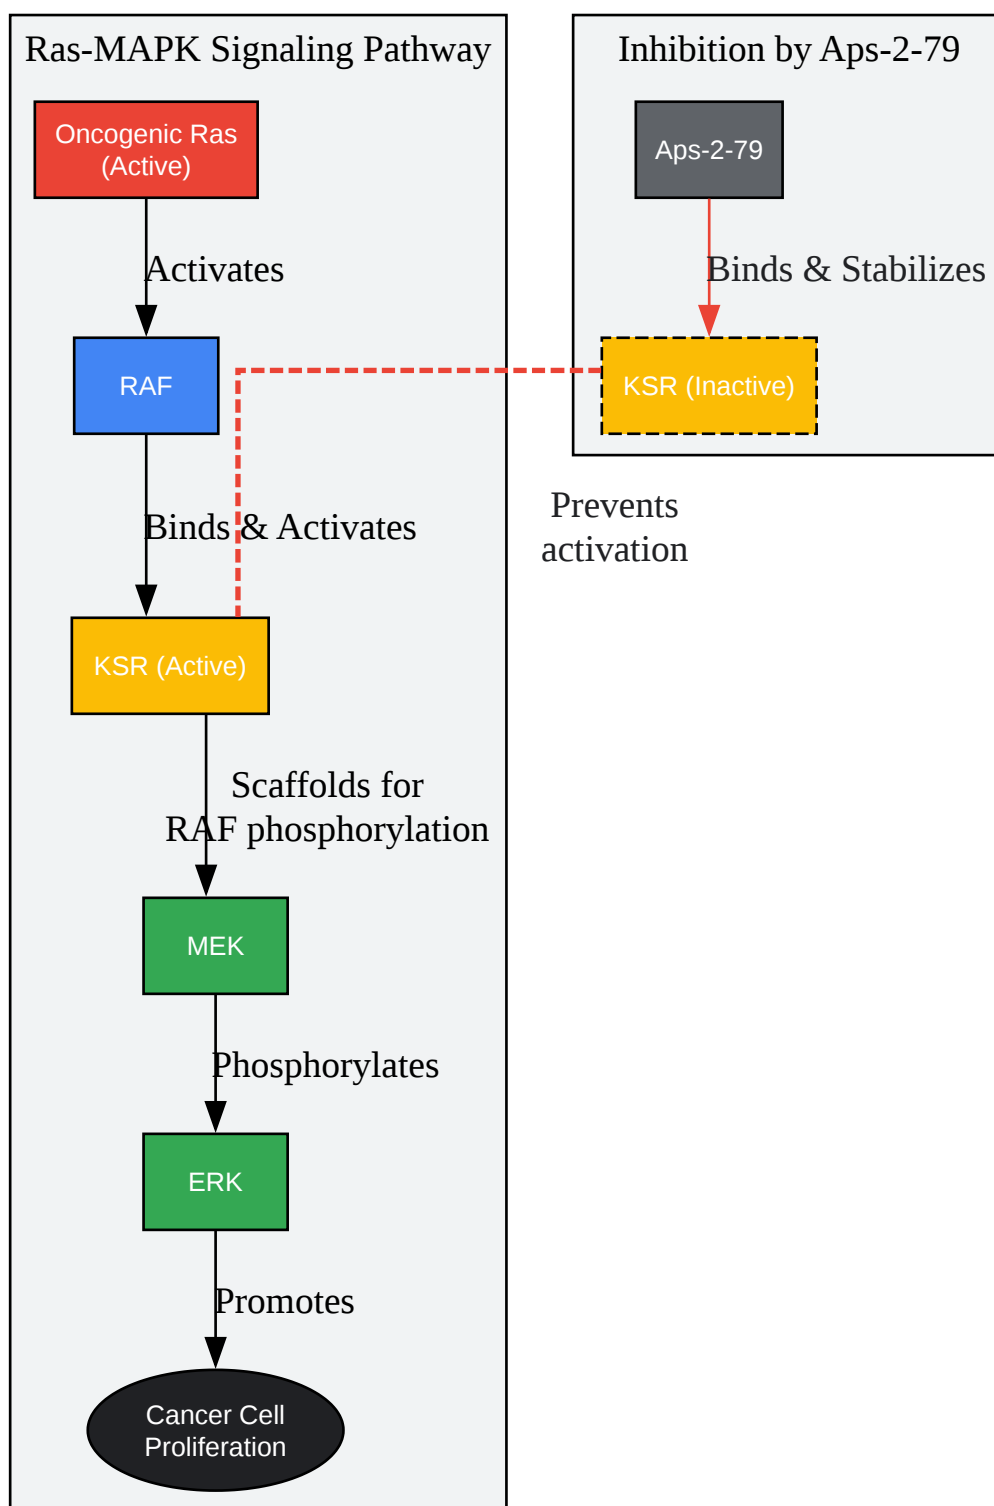 Ras-MAPK Signaling Pathway
Oncogenic Ras
(Active)
Activates
RAF
Binds & Activates
KSR (Active)
Scaffolds for
RAF phosphorylation
MEK
Phosphorylates
ERK
Promotes
Cancer Cell
Proliferation
Inhibition by Aps-2-79
Aps-2-79
Binds & Stabilizes
KSR (Inactive)
Prevents
activation